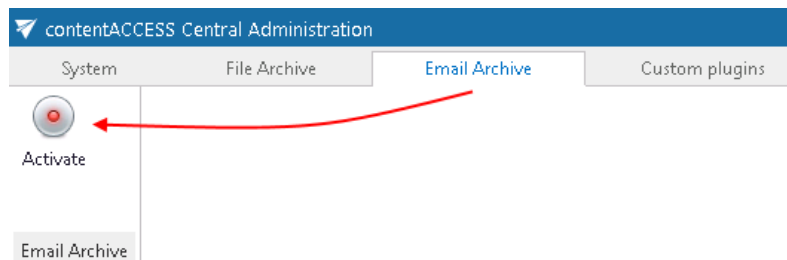 contentACCESS Central Administration
System File Archive Email Archive Custom plugins
Activate
Email Archive